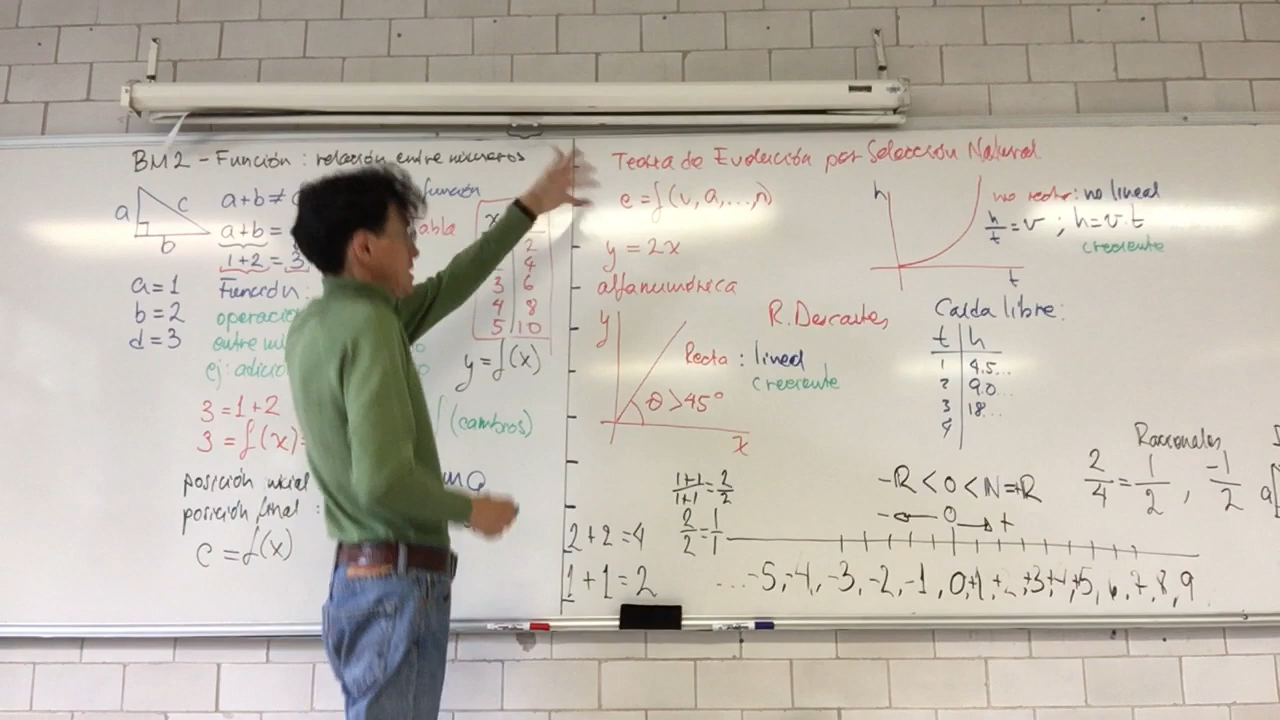 BM2 - Función : relación entre números
a
c
b
a+b≠
a+b=
1+2=3
a=1
b=2
d=3
Función:
operación
ej: adició
3=1+2
3=f(x)=
posición inicial
posición final :
e=f(x)
función
abla
x
2
4
3 6
4 8
5 10
y=f(x)
(cambios)
Teoría de Evolución por Selección Natural
e=f(v,a,...,n)
y=2x
alfanumérica
y
x
θ>45°
Recta : lineal
creciente
R.Descartes
h
t
no recta: no lineal
h/t=v ; h=v.t
creciente
Caída libre:
t h
1 4.5...
2 9.0...
3 18...
4
1+1/1+1=2/2
2/2=1/1
2+2=4
1+1=2
-R<0<N=+R
- ← 0 → +
...-5,-4,-3,-2,-1,0,+1,+2,+3,+4,+5,6,7,8,9
Racionales
2/4=1/2, -1/2
a